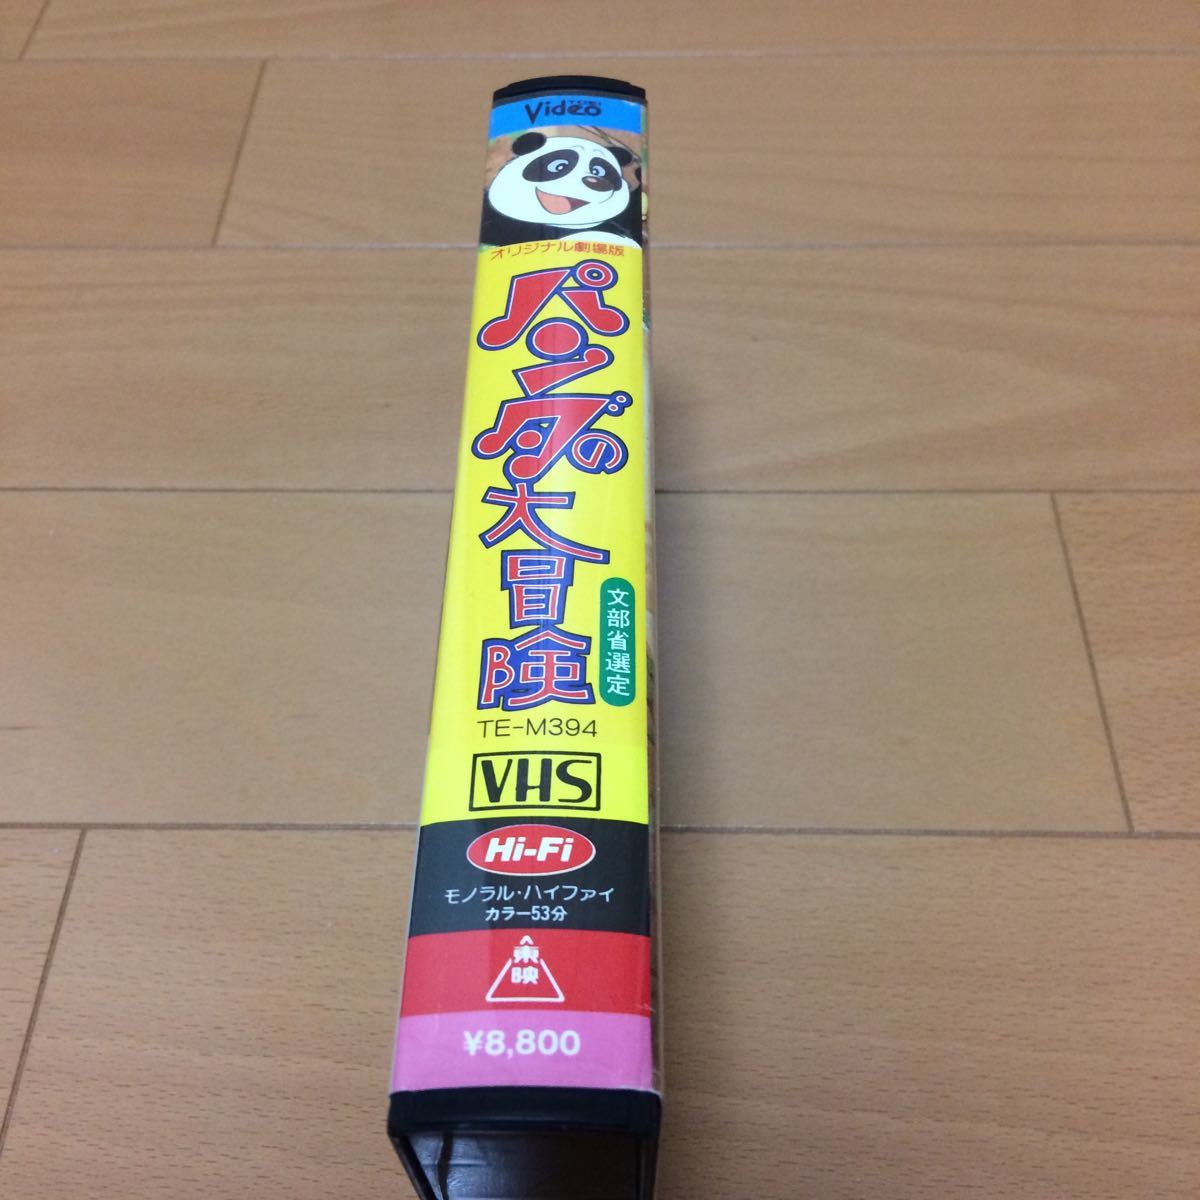 TOEI
Video
オリジナル劇場版
パンダの大冒険
文部省選定
TE-M394
VHS
Hi-Fi
モノラル・ハイファイ
カラー53分
東映
¥8,800